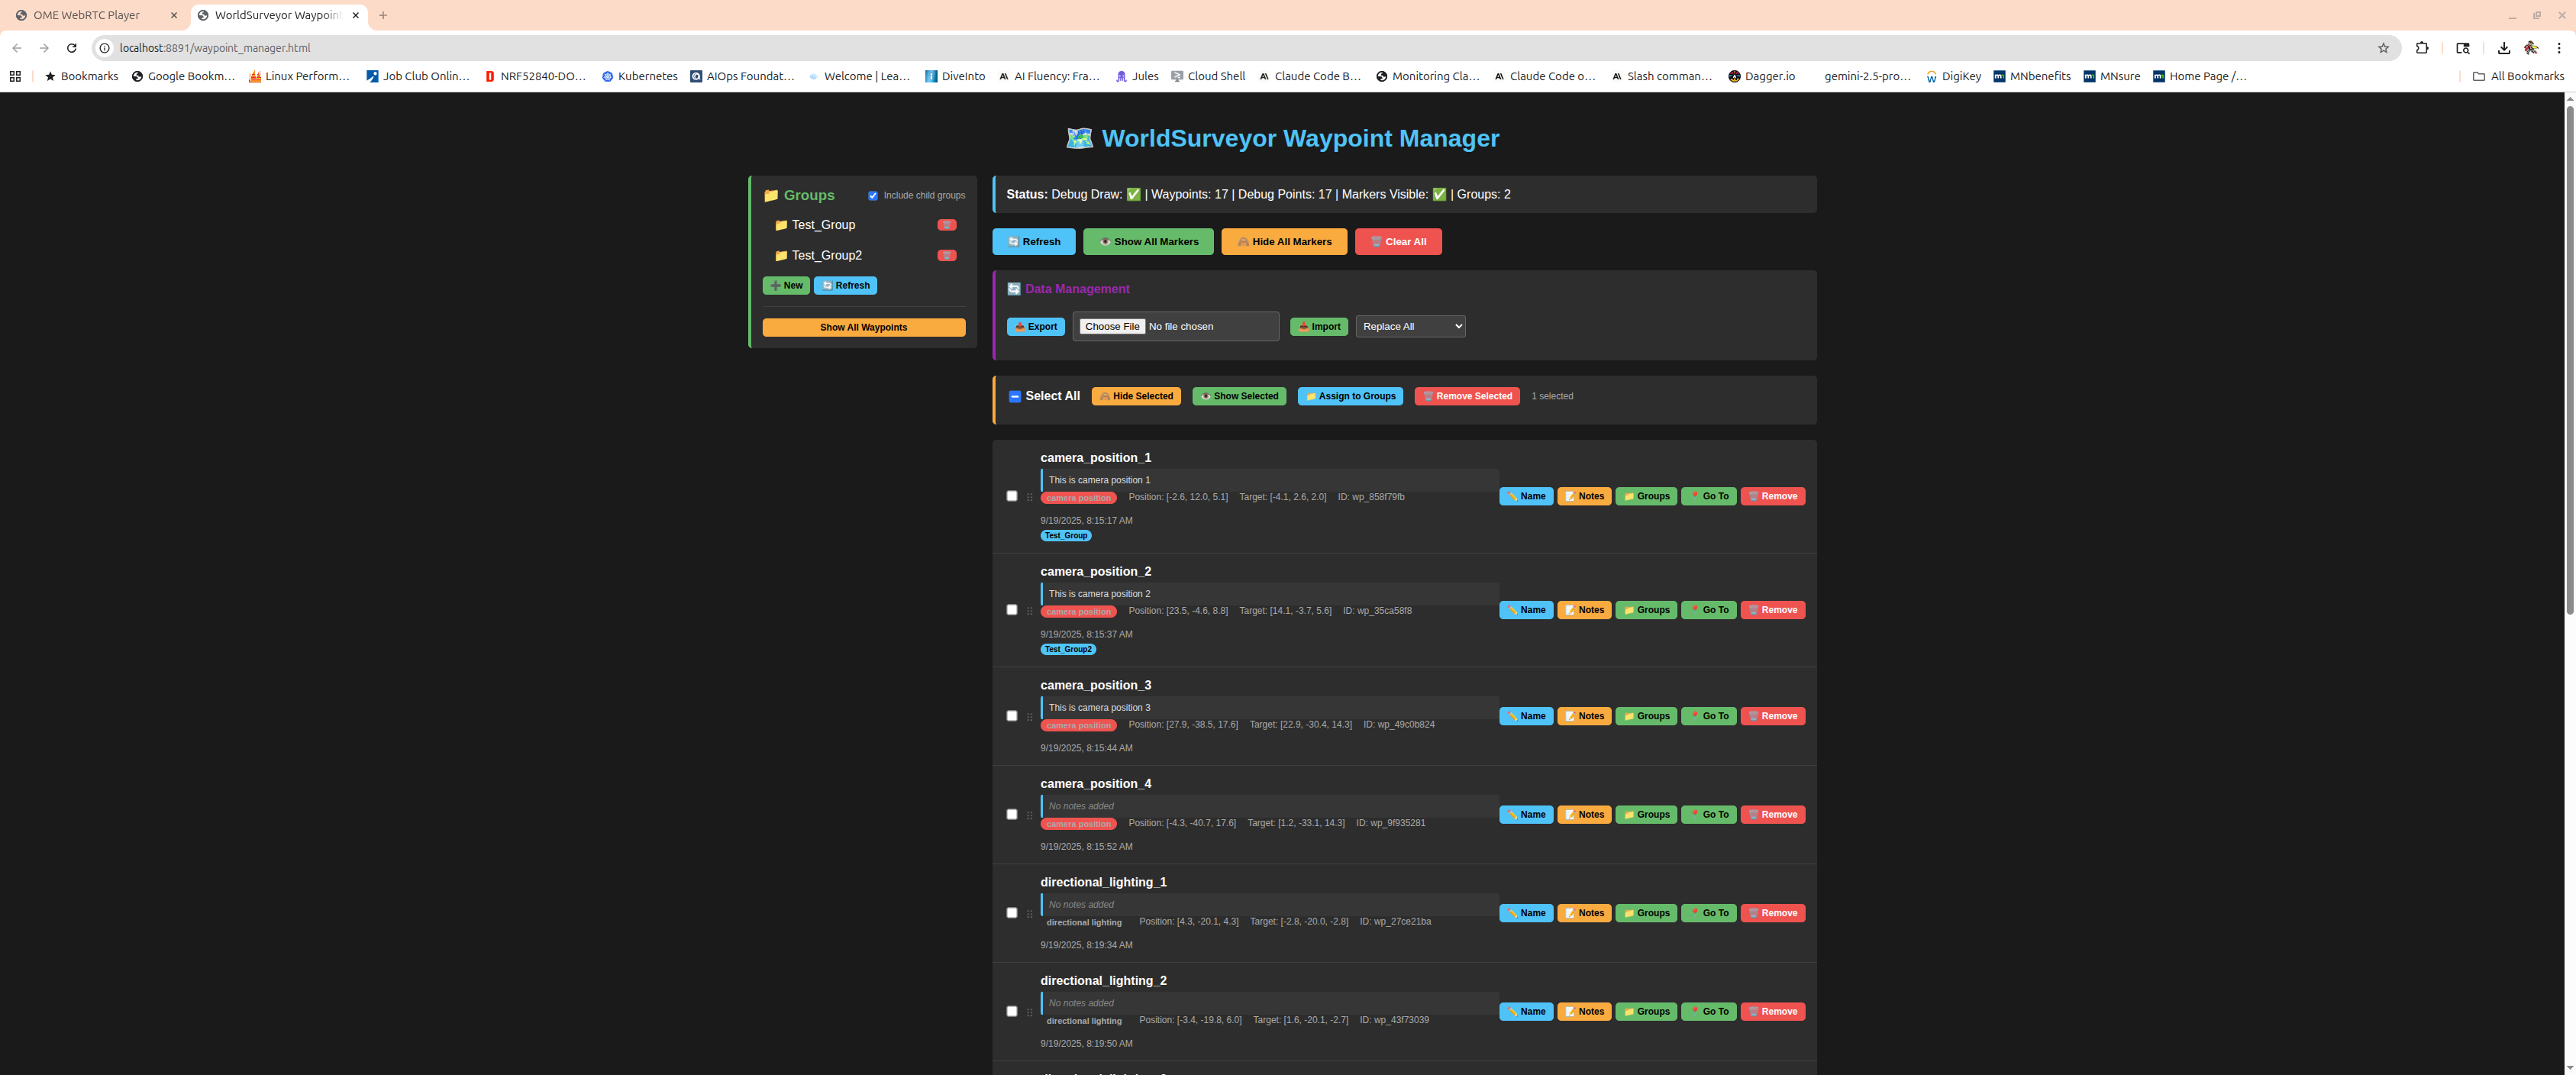 OME WebRTC Player
WorldSurveyor Waypoin
localhost:8891/waypoint_manager.html
Bookmarks Google Bookm... Linux Perform... Job Club Onlin... NRF52840-DO... Kubernetes AIOps Foundat... Welcome | Lea... DiveInto AI Fluency: Fra... Jules Cloud Shell Claude Code B... Monitoring Cla... Claude Code o... Slash comman... Dagger.io gemini-2.5-pro... DigiKey MNbenefits MNsure Home Page /... All Bookmarks
WorldSurveyor Waypoint Manager
Groups Include child groups
Test_Group
Test_Group2
New Refresh
Show All Waypoints
Status: Debug Draw: ✅ | Waypoints: 17 | Debug Points: 17 | Markers Visible: ✅ | Groups: 2
Refresh Show All Markers Hide All Markers Clear All
Data Management
Export Choose File No file chosen Import Replace All
Select All Hide Selected Show Selected Assign to Groups Remove Selected 1 selected
camera_position_1
This is camera position 1
camera position Position: [-2.6, 12.0, 5.1] Target: [-4.1, 2.6, 2.0] ID: wp_858f79fb
Name Notes Groups Go To Remove
9/19/2025, 8:15:17 AM
Test_Group
camera_position_2
This is camera position 2
camera position Position: [23.5, -4.6, 8.8] Target: [14.1, -3.7, 5.6] ID: wp_35ca58f8
Name Notes Groups Go To Remove
9/19/2025, 8:15:37 AM
Test_Group2
camera_position_3
This is camera position 3
camera position Position: [27.9, -38.5, 17.6] Target: [22.9, -30.4, 14.3] ID: wp_49c0b824
Name Notes Groups Go To Remove
9/19/2025, 8:15:44 AM
camera_position_4
No notes added
camera position Position: [-4.3, -40.7, 17.6] Target: [1.2, -33.1, 14.3] ID: wp_9f935281
Name Notes Groups Go To Remove
9/19/2025, 8:15:52 AM
directional_lighting_1
No notes added
directional lighting Position: [4.3, -20.1, 4.3] Target: [-2.8, -20.0, -2.8] ID: wp_27ce21ba
Name Notes Groups Go To Remove
9/19/2025, 8:19:34 AM
directional_lighting_2
No notes added
directional lighting Position: [-3.4, -19.8, 6.0] Target: [1.6, -20.1, -2.7] ID: wp_43f73039
Name Notes Groups Go To Remove
9/19/2025, 8:19:50 AM